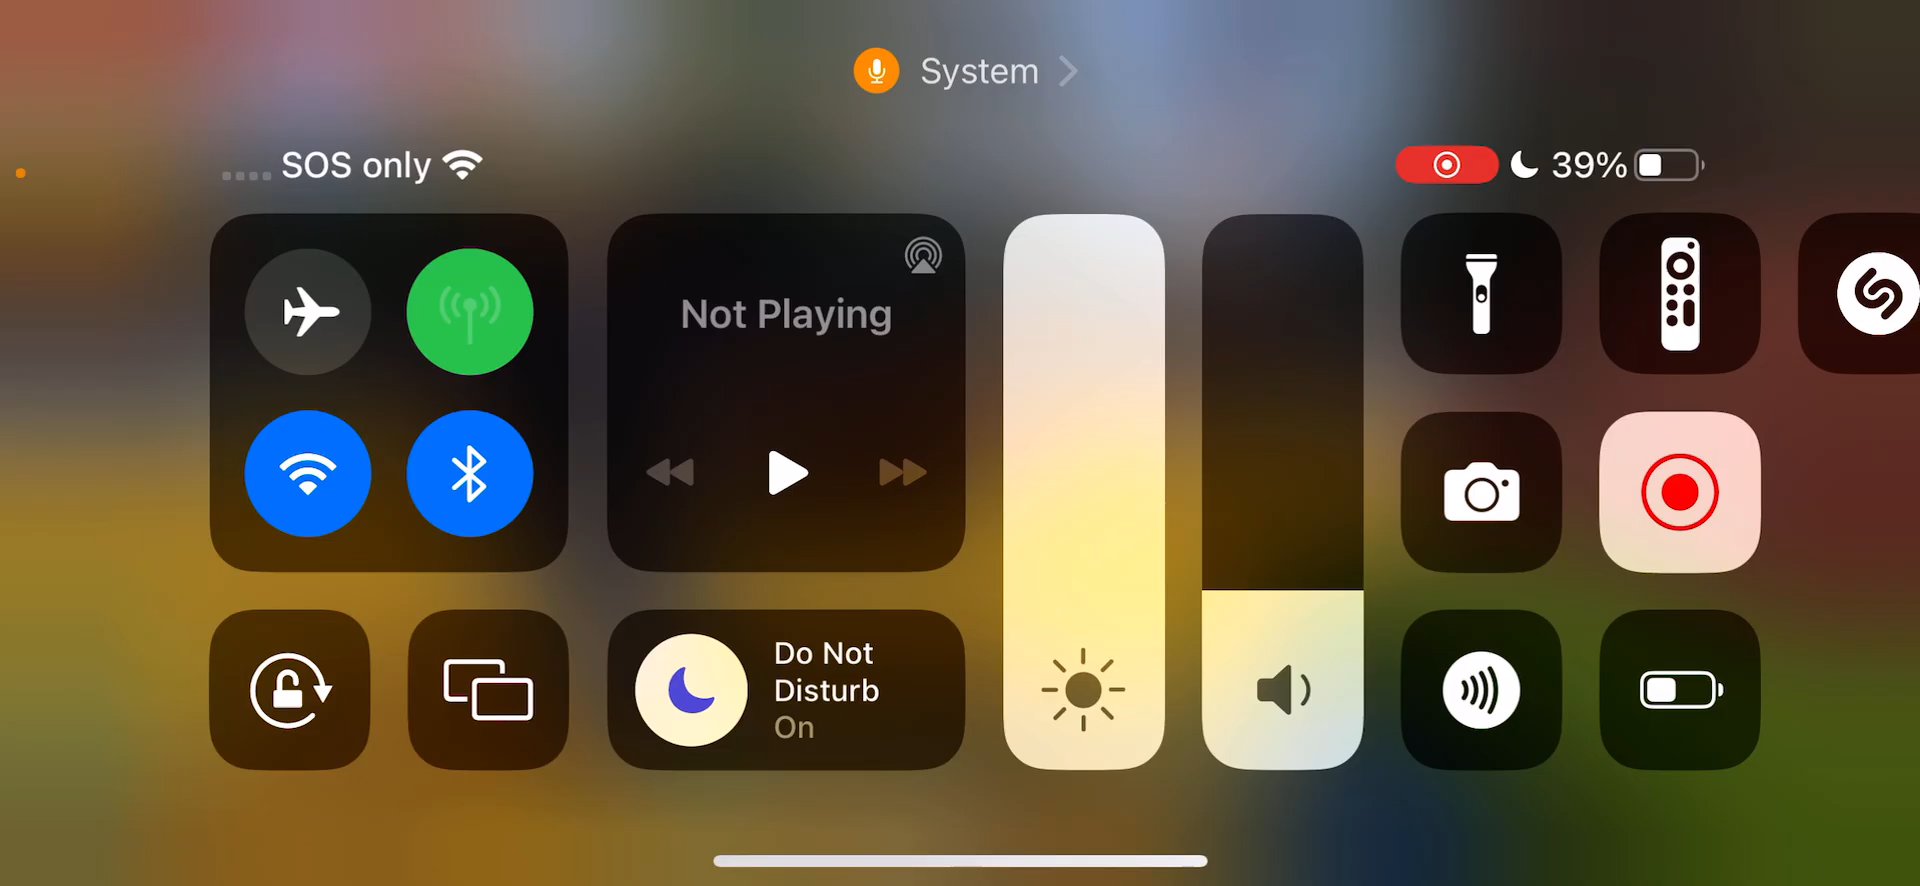 System
SOS only
39%
Not Playing
Do Not
Disturb
On